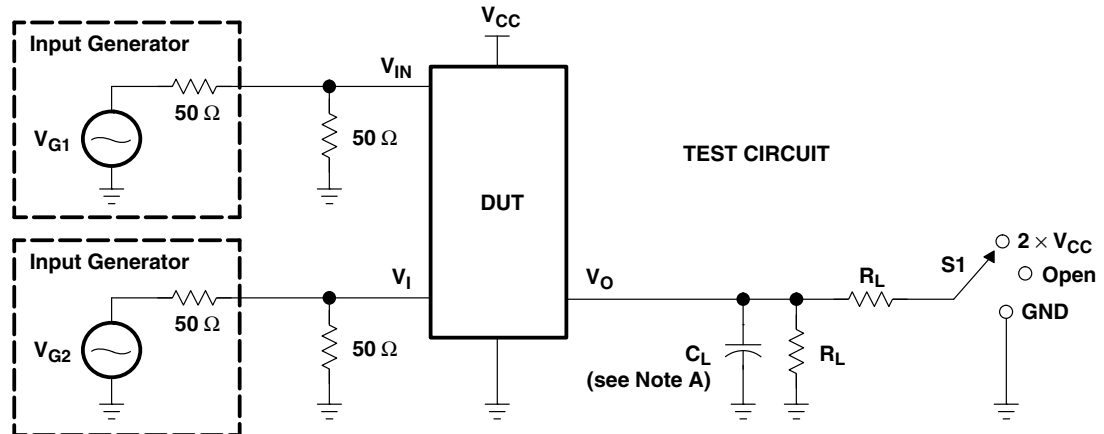 V_CC
Input Generator
V_IN
50 Ω
V_G1
50 Ω
TEST CIRCUIT
DUT
Input Generator
V_I
50 Ω
V_G2
50 Ω
V_O
R_L
S1
2 × V_CC
Open
GND
C_L
(see Note A)
R_L